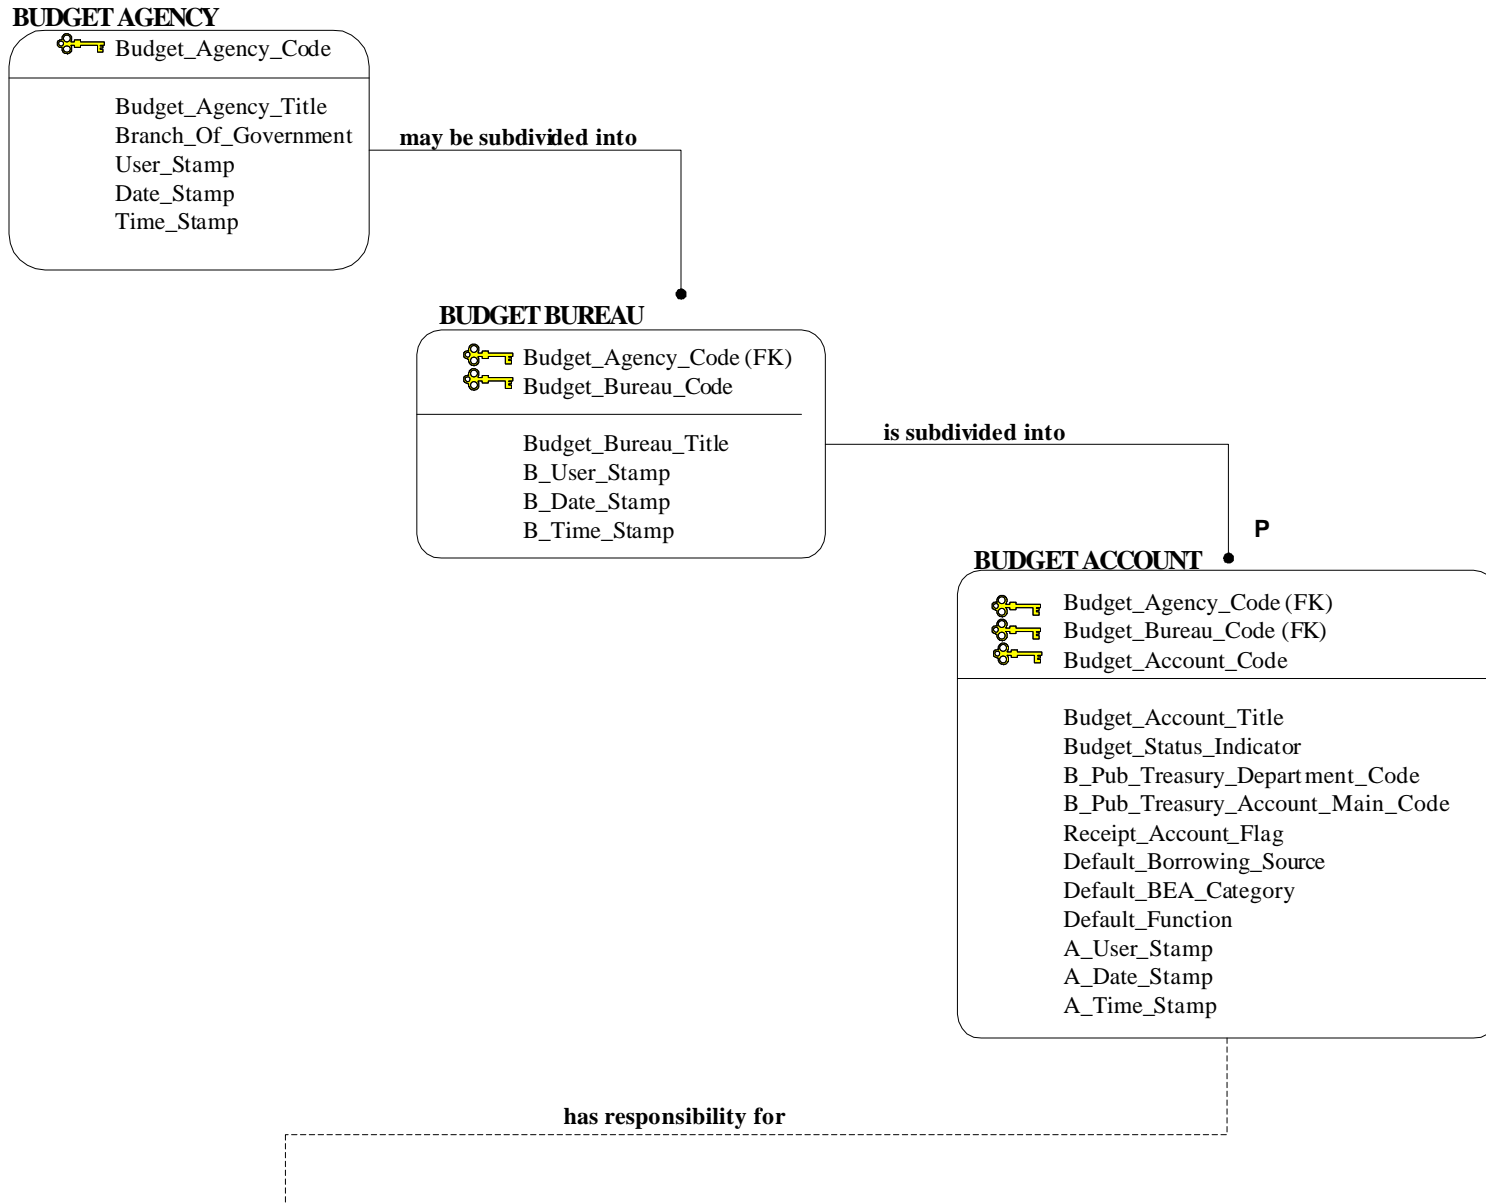 BUDGET AGENCY
Budget_Agency_Code
Budget_Agency_Title
Branch_Of_Government
User_Stamp
Date_Stamp
Time_Stamp
may be subdivided into
BUDGET BUREAU
Budget_Agency_Code (FK)
Budget_Bureau_Code
Budget_Bureau_Title
B_User_Stamp
B_Date_Stamp
B_Time_Stamp
is subdivided into
P
BUDGET ACCOUNT
Budget_Agency_Code (FK)
Budget_Bureau_Code (FK)
Budget_Account_Code
Budget_Account_Title
Budget_Status_Indicator
B_Pub_Treasury_Department_Code
B_Pub_Treasury_Account_Main_Code
Receipt_Account_Flag
Default_Borrowing_Source
Default_BEA_Category
Default_Function
A_User_Stamp
A_Date_Stamp
A_Time_Stamp
has responsibility for